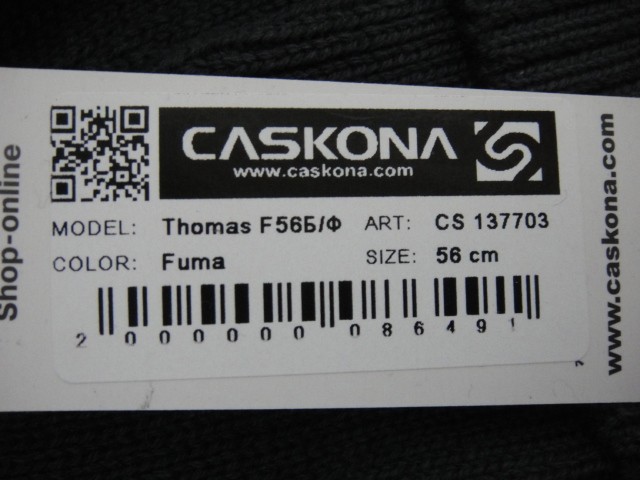 CASKONA
www.caskona.com
MODEL: Thomas F56Б/Ф ART: CS 137703
COLOR: Fuma SIZE: 56 cm
2 000000 086491
Shop-online
www.caskona.com